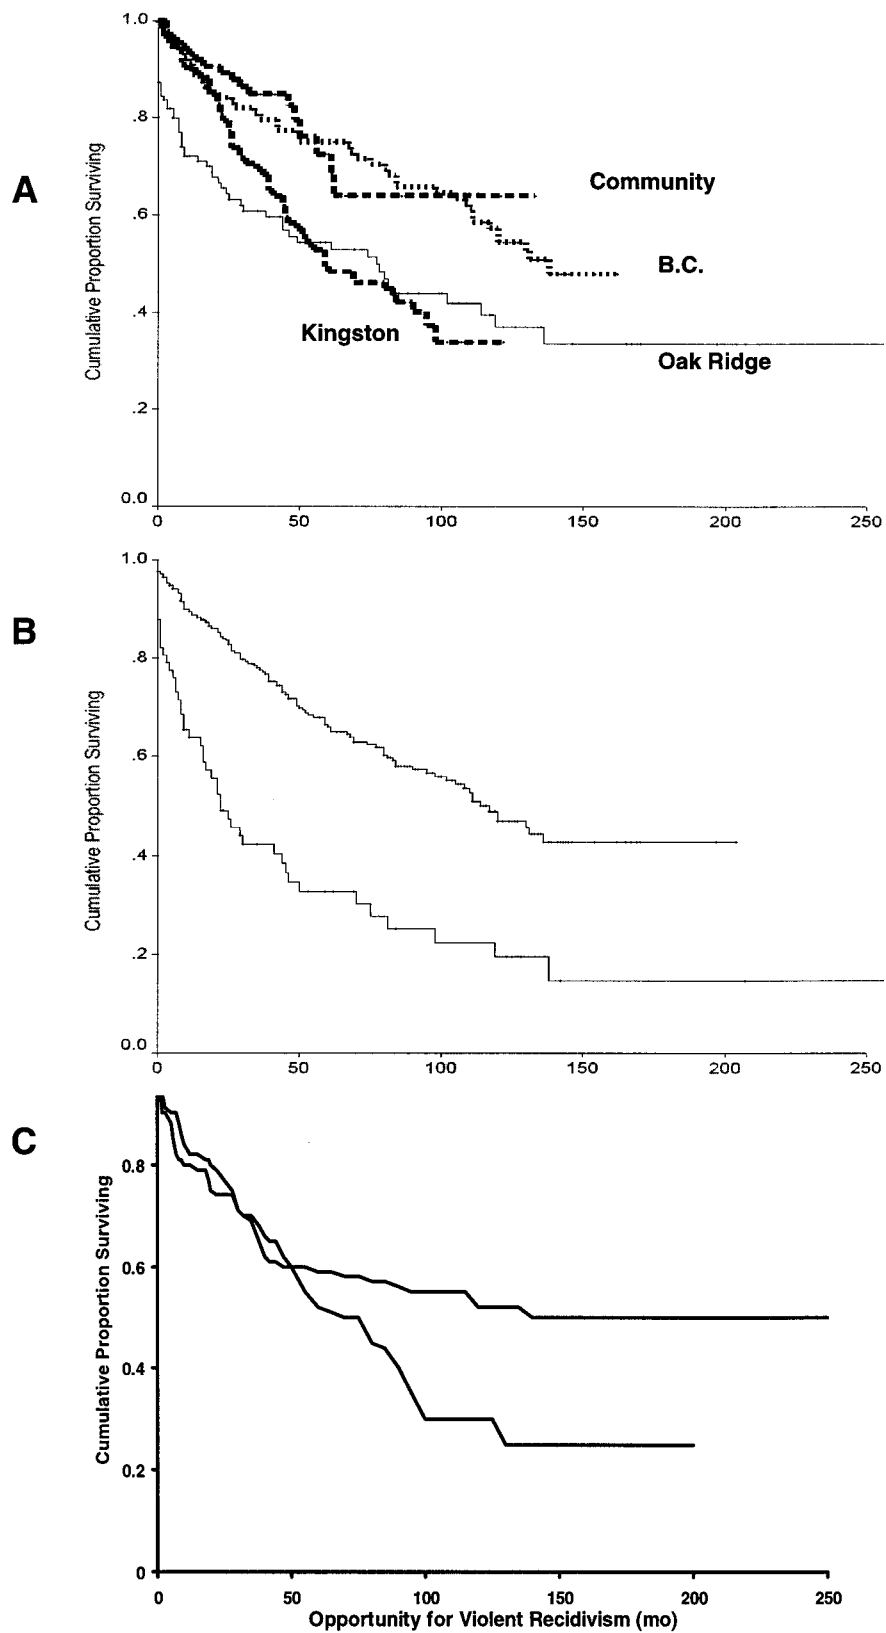 A
Cumulative Proportion Surviving
1.0
.8
.6
.4
.2
0.0
Community
B.C.
Kingston
Oak Ridge
0 50 100 150 200 250
B
Cumulative Proportion Surviving
1.0
.8
.6
.4
.2
0.0
0 50 100 150 200 250
C
Cumulative Proportion Surviving
0.8
0.6
0.4
0.2
0
0 50 100 150 200 250
Opportunity for Violent Recidivism (mo)